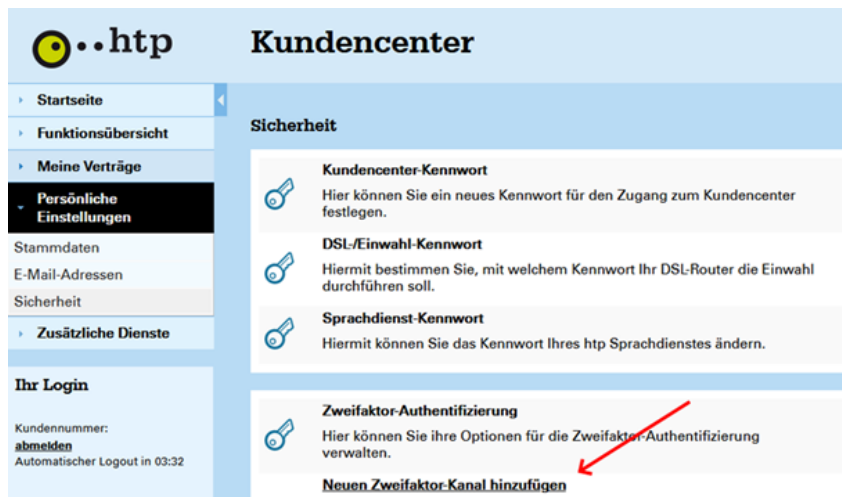 htp
Kundencenter
Startseite
Funktionsübersicht
Meine Verträge
Persönliche
Einstellungen
Stammdaten
E-Mail-Adressen
Sicherheit
Zusätzliche Dienste
Ihr Login
Kundennummer:
abmelden
Automatischer Logout in 03:32
Sicherheit
Kundencenter-Kennwort
Hier können Sie ein neues Kennwort für den Zugang zum Kundencenter
festlegen.
DSL-/Einwahl-Kennwort
Hiermit bestimmen Sie, mit welchem Kennwort Ihr DSL-Router die Einwahl
durchführen soll.
Sprachdienst-Kennwort
Hiermit können Sie das Kennwort Ihres htp Sprachdienstes ändern.
Zweifaktor-Authentifizierung
Hier können Sie ihre Optionen für die Zweifaktor-Authentifizierung
verwalten.
Neuen Zweifaktor-Kanal hinzufügen